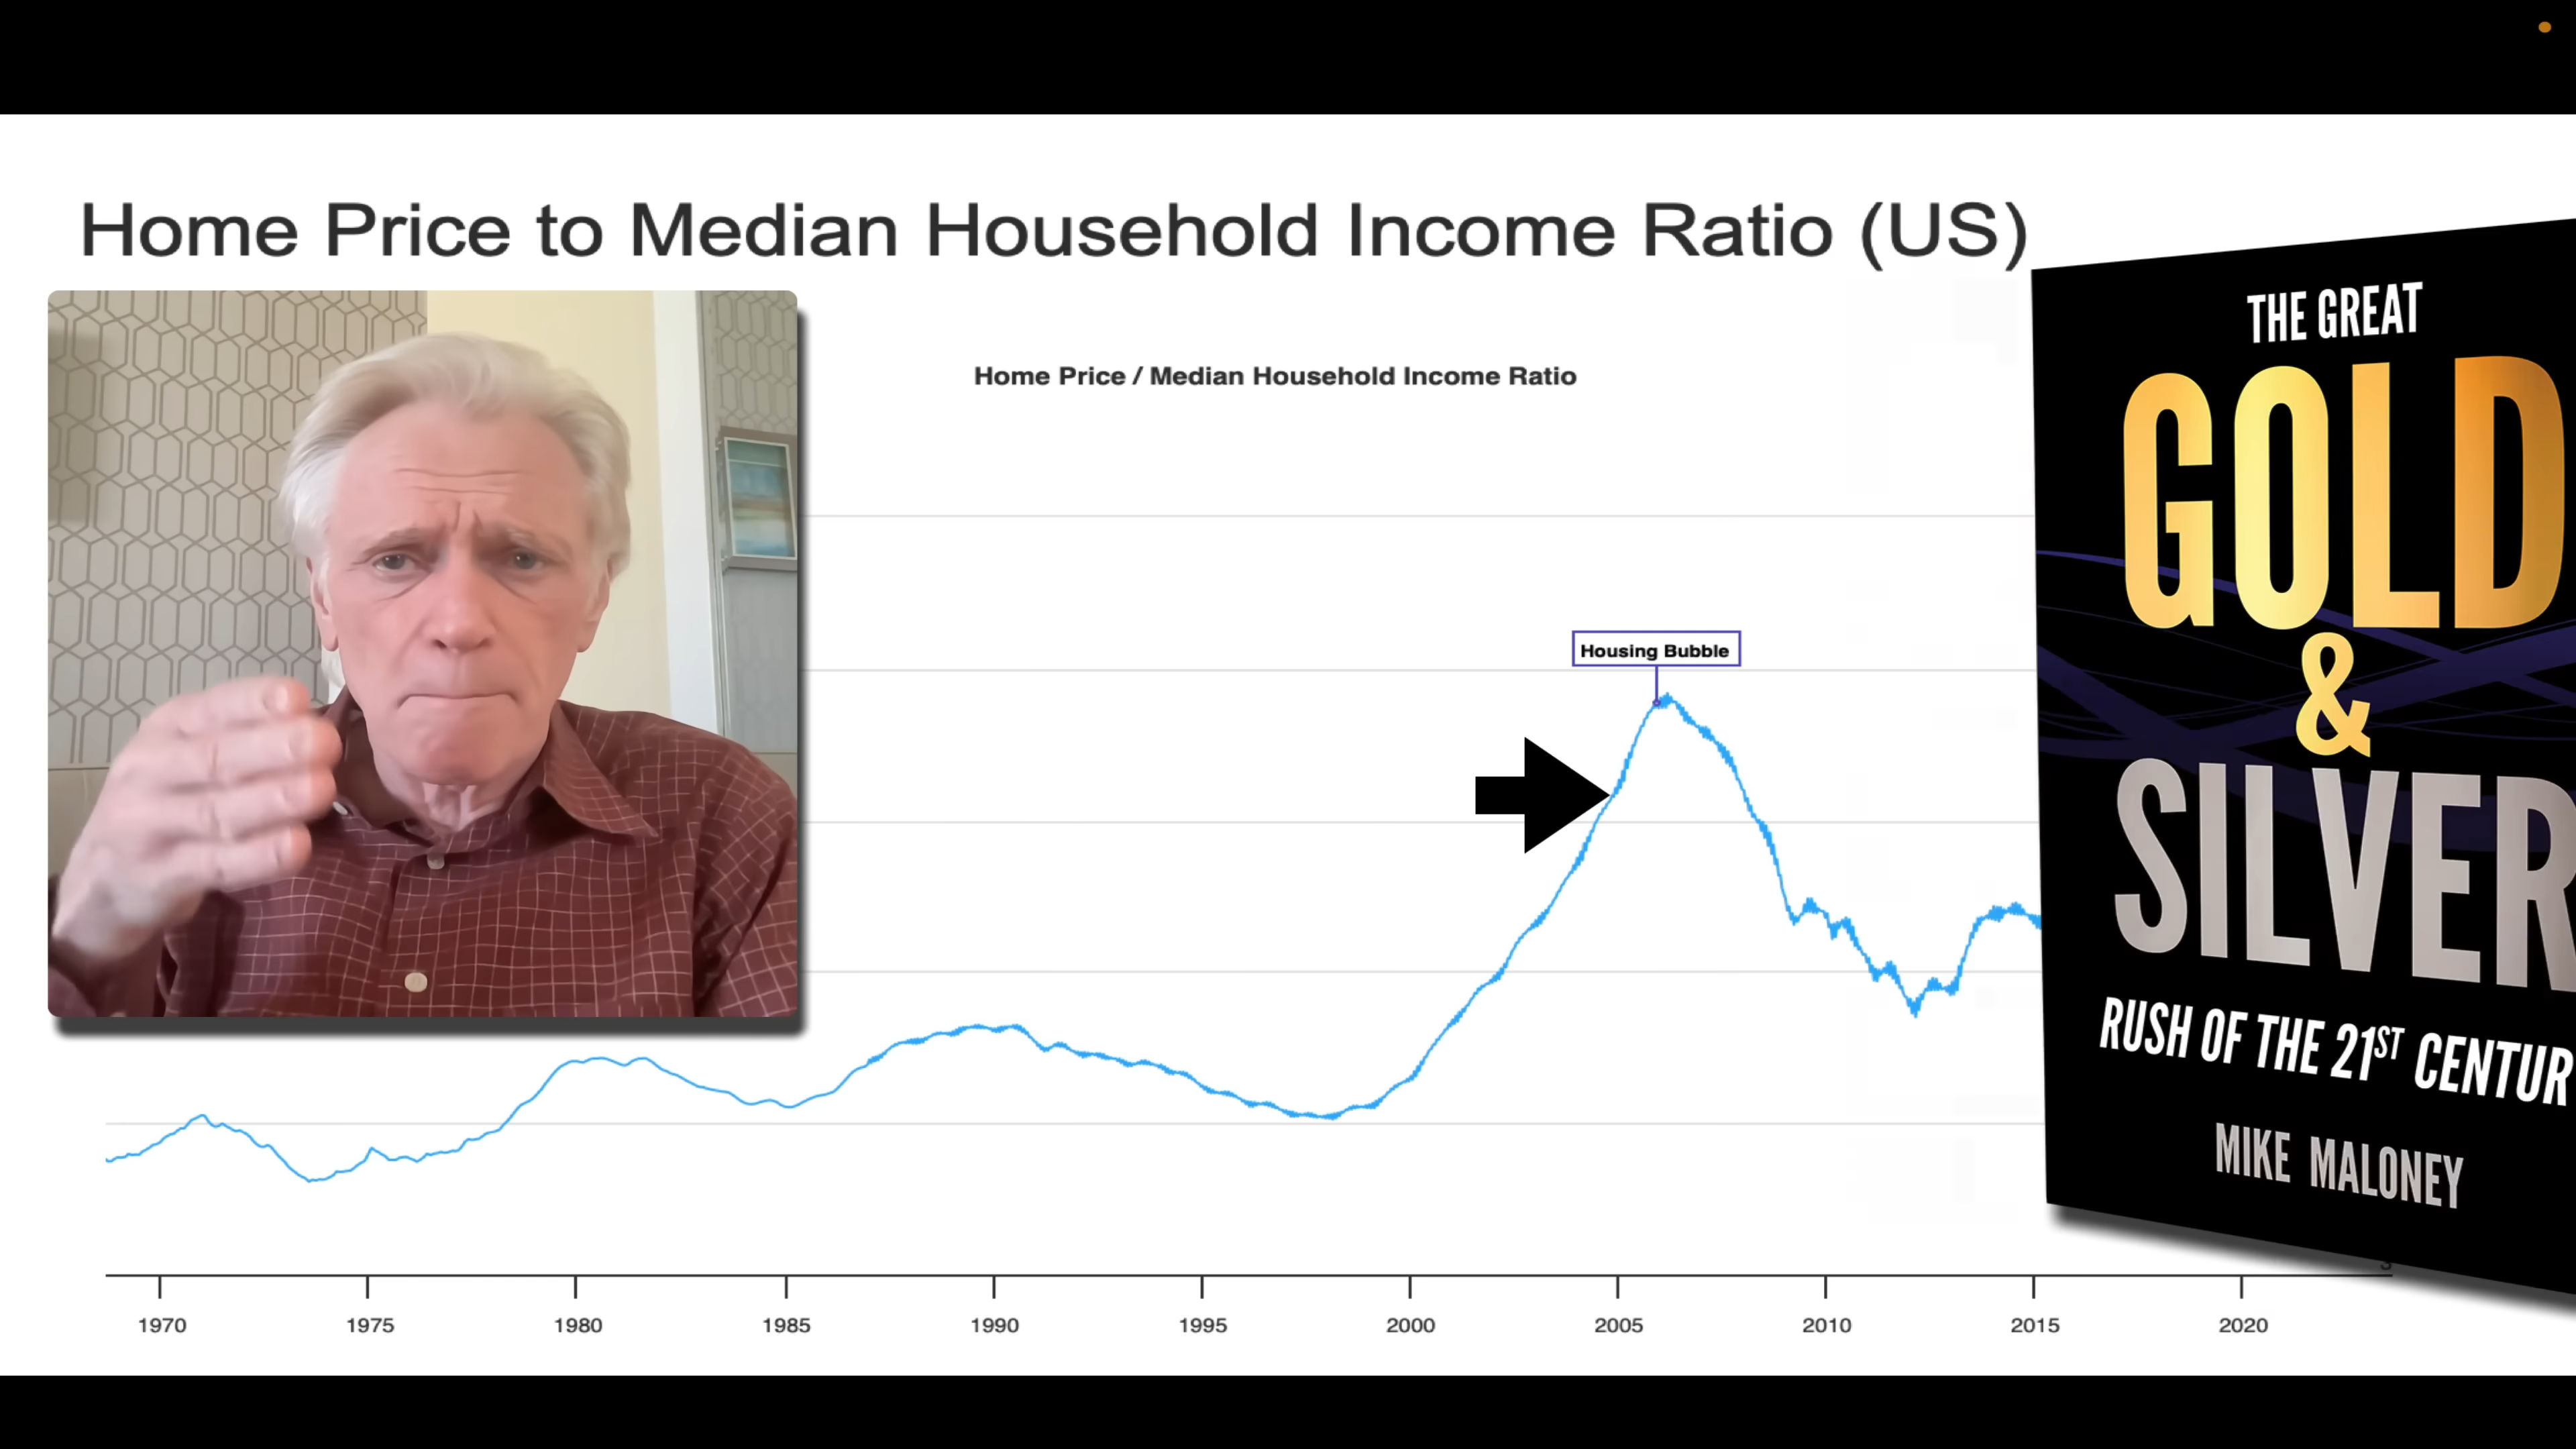 Home Price to Median Household Income Ratio (US)
Home Price / Median Household Income Ratio
Housing Bubble
THE GREAT
GOLD
&
SILVER
RUSH OF THE 21ST CENTUR
MIKE MALONEY
1970 1975 1980 1985 1990 1995 2000 2005 2010 2015 2020